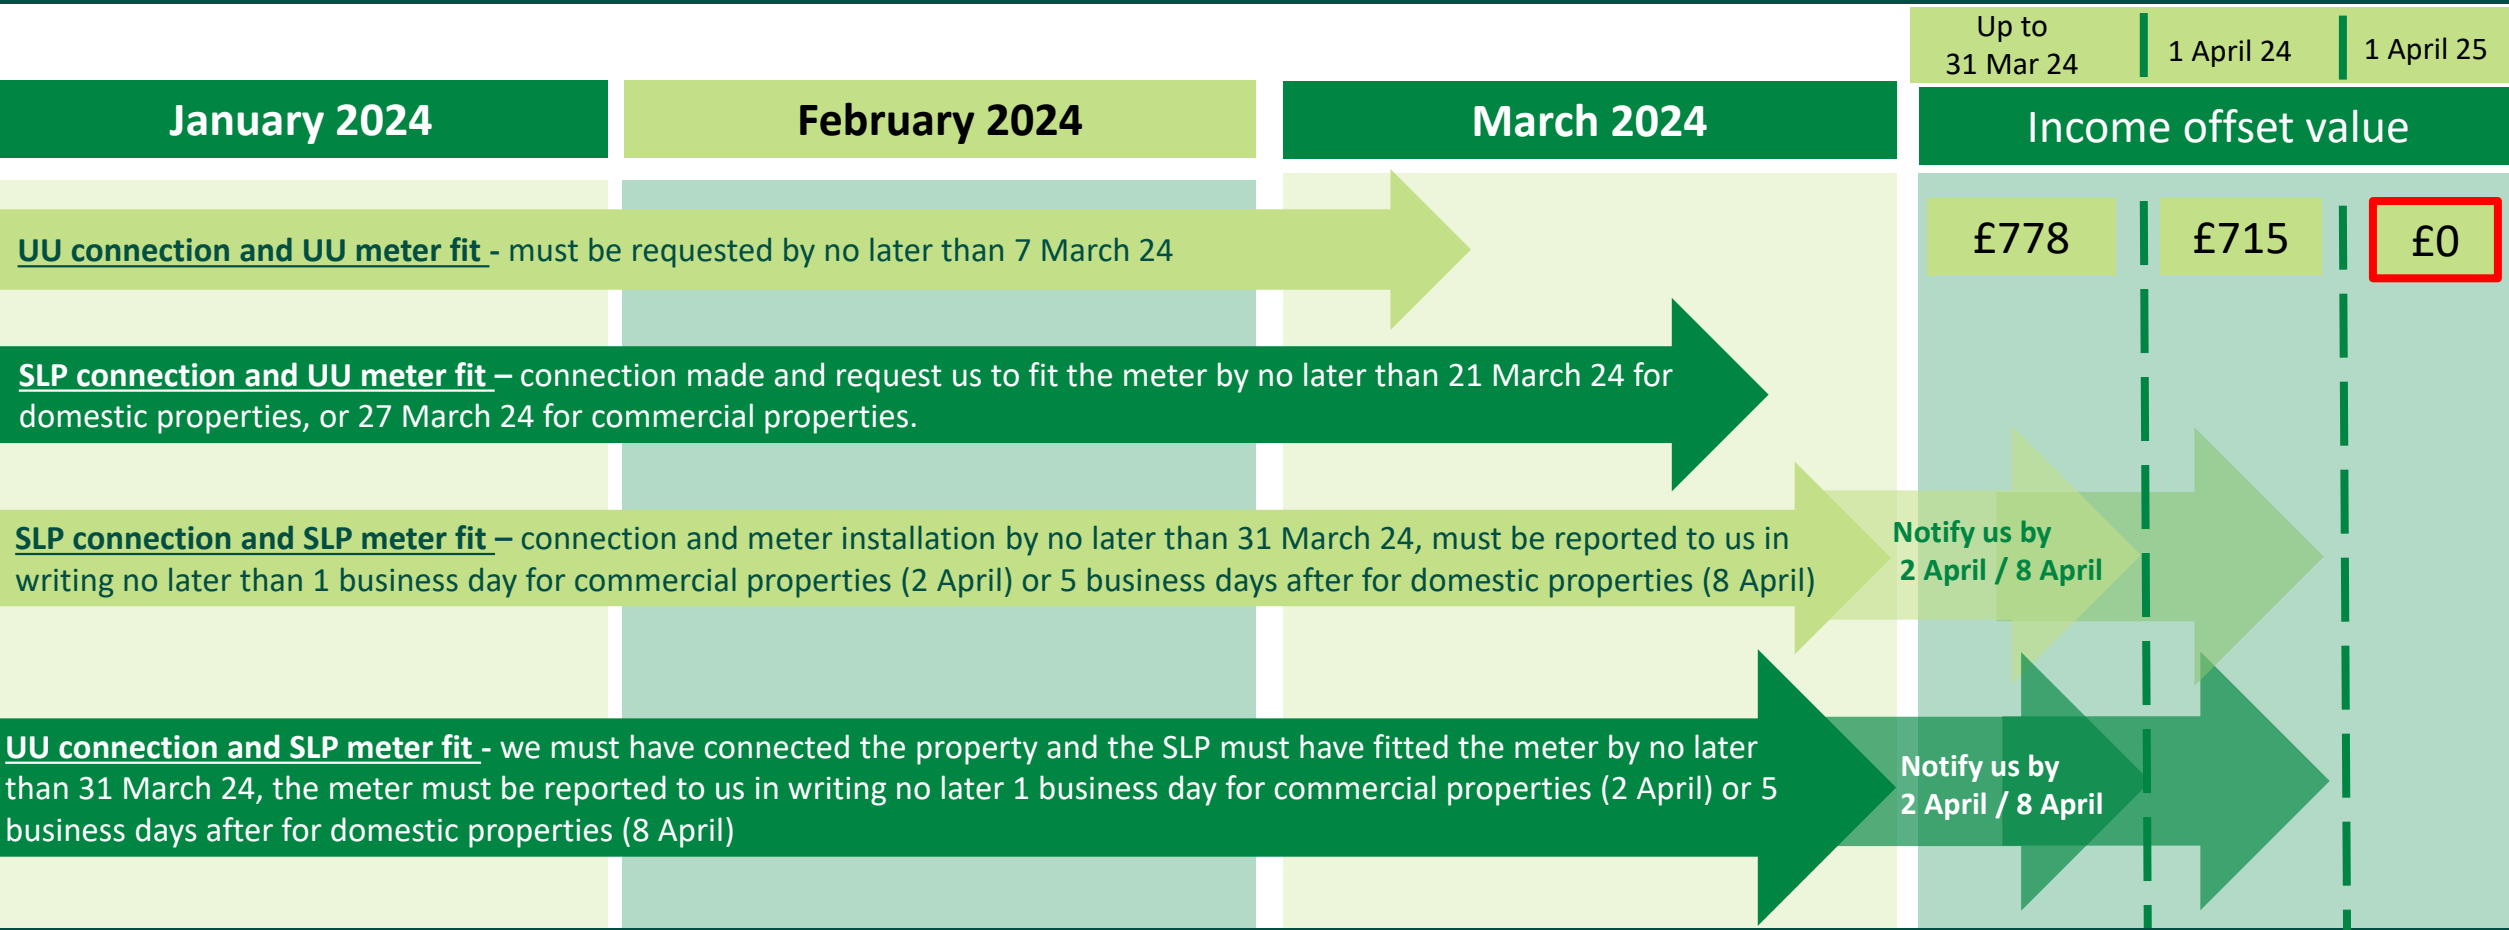 Up to
31 Mar 24
1 April 24
1 April 25
January 2024
February 2024
March 2024
Income offset value
£778
£715
£0
UU connection and UU meter fit - must be requested by no later than 7 March 24
SLP connection and UU meter fit – connection made and request us to fit the meter by no later than 21 March 24 for
domestic properties, or 27 March 24 for commercial properties.
SLP connection and SLP meter fit – connection and meter installation by no later than 31 March 24, must be reported to us in
writing no later than 1 business day for commercial properties (2 April) or 5 business days after for domestic properties (8 April)
Notify us by
2 April / 8 April
UU connection and SLP meter fit - we must have connected the property and the SLP must have fitted the meter by no later
than 31 March 24, the meter must be reported to us in writing no later 1 business day for commercial properties (2 April) or 5
business days after for domestic properties (8 April)
Notify us by
2 April / 8 April